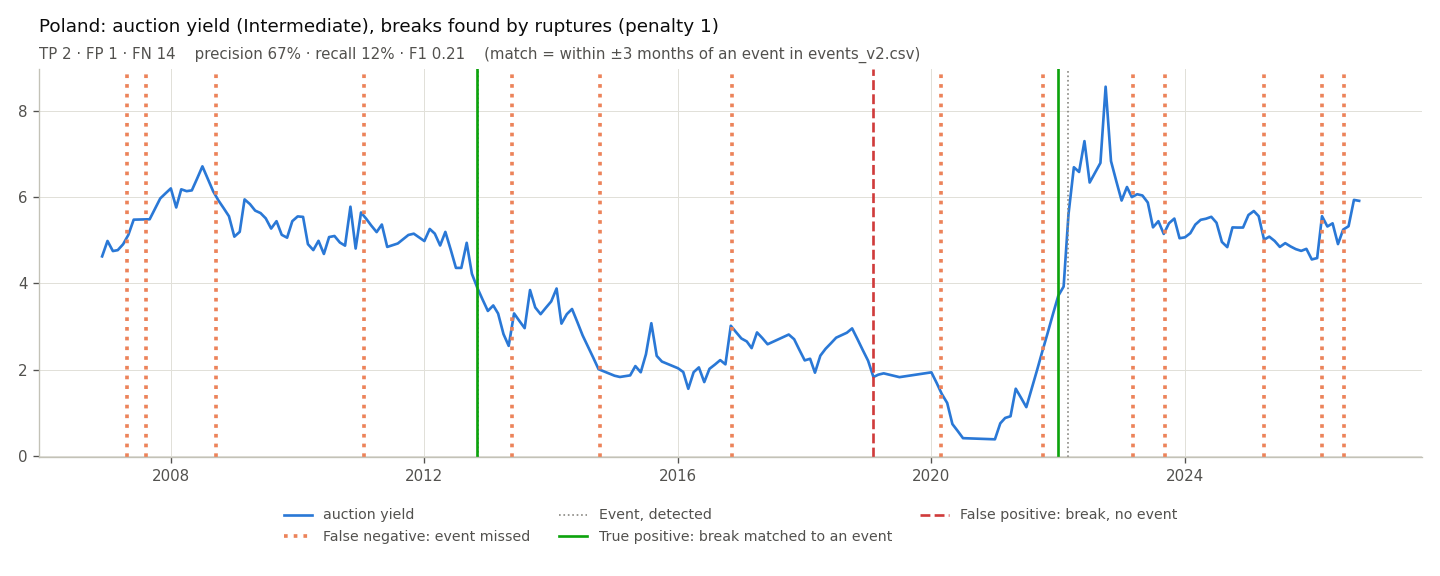 Poland: auction yield (Intermediate), breaks found by ruptures (penalty 1)
TP 2 · FP 1 · FN 14    precision 67% · recall 12% · F1 0.21    (match = within ±3 months of an event in events_v2.csv)
8
6
4
2
0
2008 2012 2016 2020 2024
auction yield
False negative: event missed
Event, detected
True positive: break matched to an event
False positive: break, no event